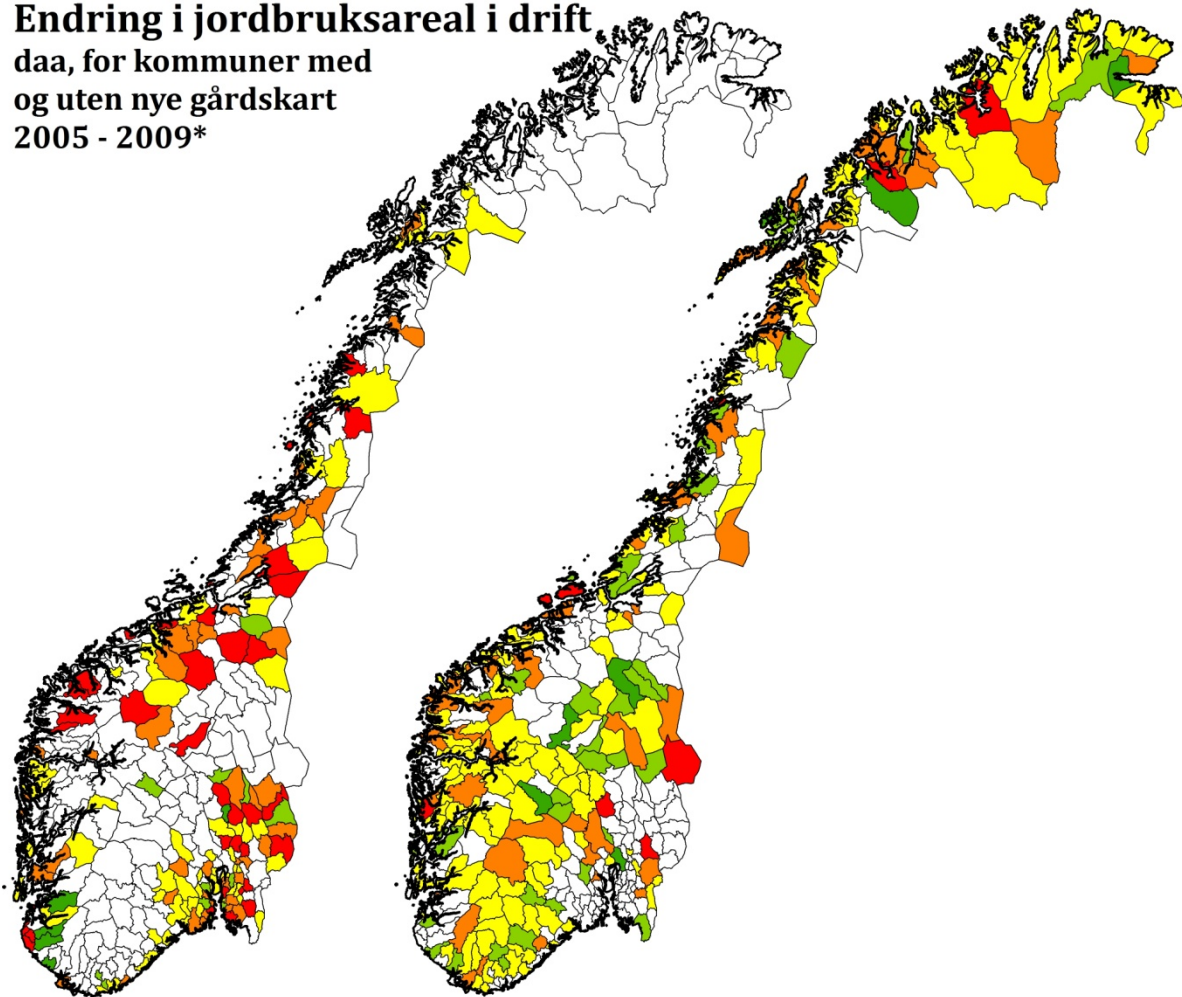 Endring i jordbruksareal i drift
daa, for kommuner med
og uten nye gårdskart
2005 - 2009*